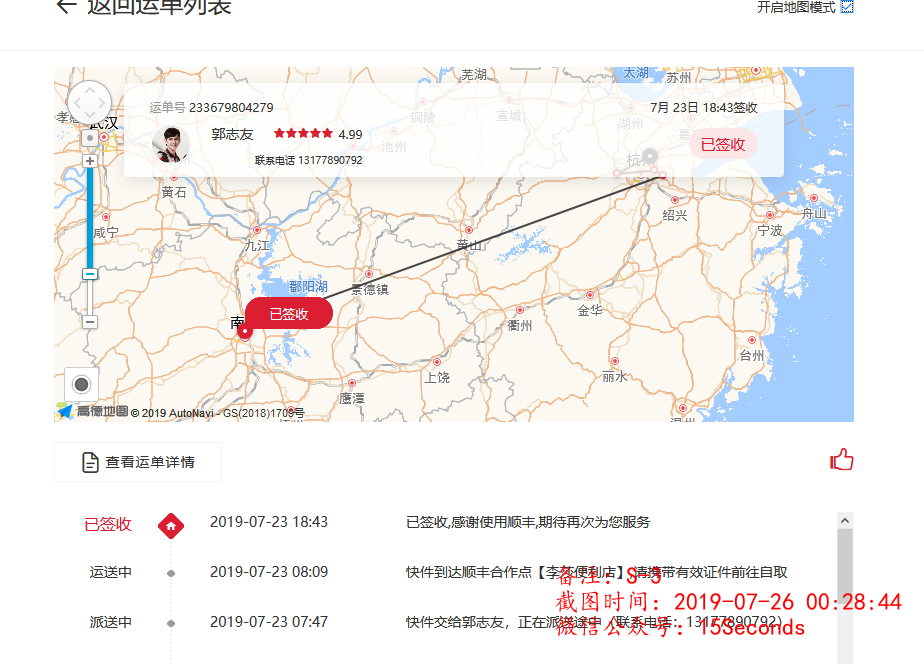 返回运单列表
开启地图模式
芜湖
太湖
苏州
武汉
运单号 233679804279
7月 23日 18:43签收
铜陵
宣城
湖州
郭志友
4.99
已签收
池州
联系电话 13177890792
黄石
绍兴
舟山
咸宁
宁波
九江
黄山
鄱阳湖
景德镇
已签收
金华
衢州
台州
上饶
丽水
鹰潭
高德地图 © 2019 AutoNavi - GS(2018)1709号
查看运单详情
已签收
2019-07-23 18:43
已签收,感谢使用顺丰,期待再次为您服务
运送中
2019-07-23 08:09
快件到达顺丰合作点【李苑便利店】,请携带有效证件前往自取
备注: S-3
截图时间: 2019-07-26 00:28:44
派送中
2019-07-23 07:47
快件交给郭志友，正在派送途中（联系电话：13177890792）
微信公众号: 15Seconds